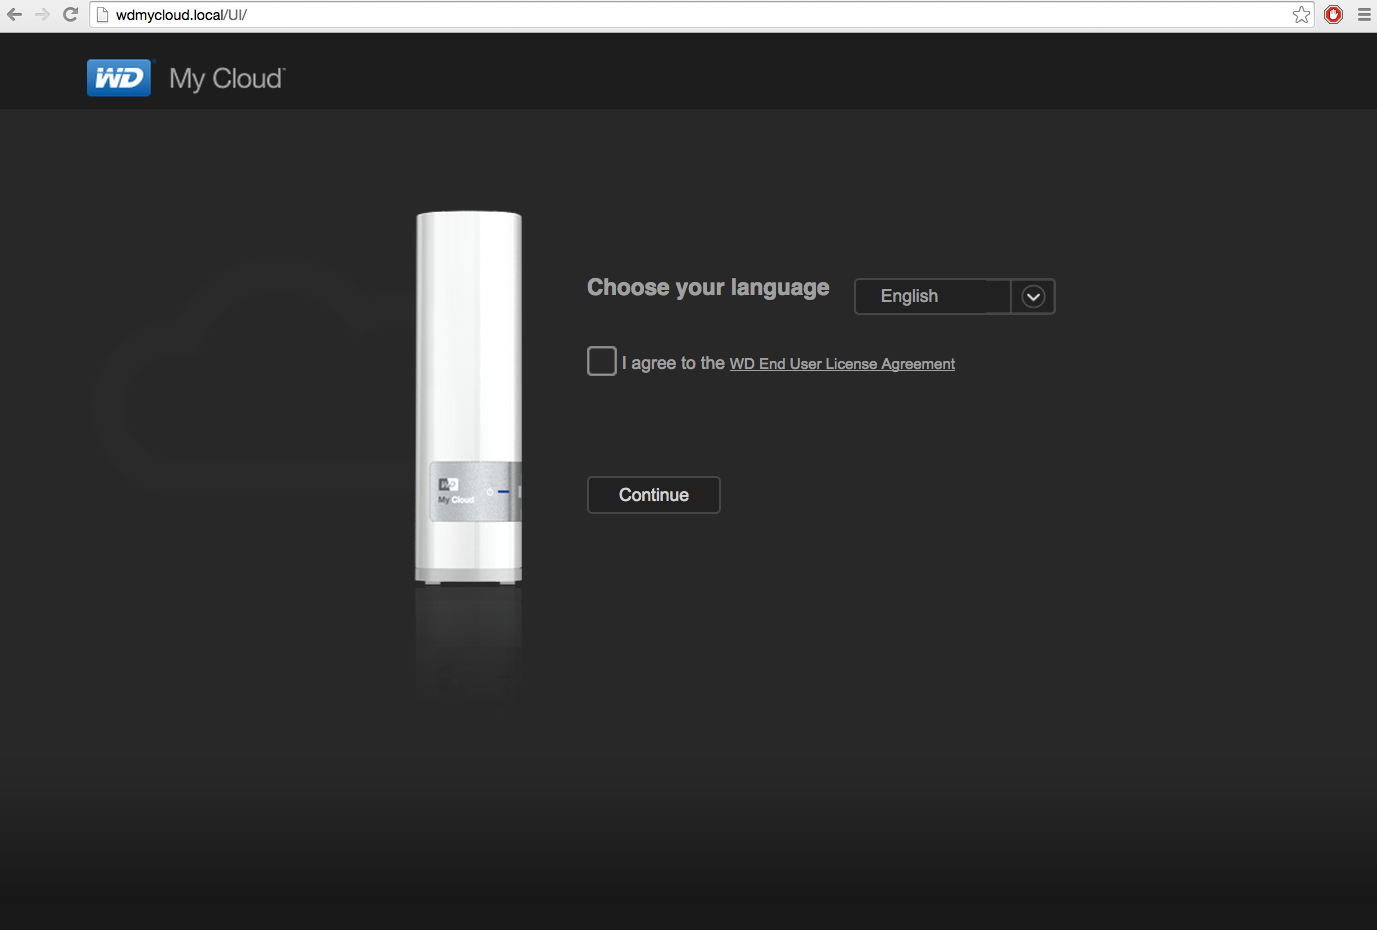 wdmycloud.local/UI/
WD My Cloud™
Choose your language
English
I agree to the WD End User License Agreement
WD
My Cloud
Continue